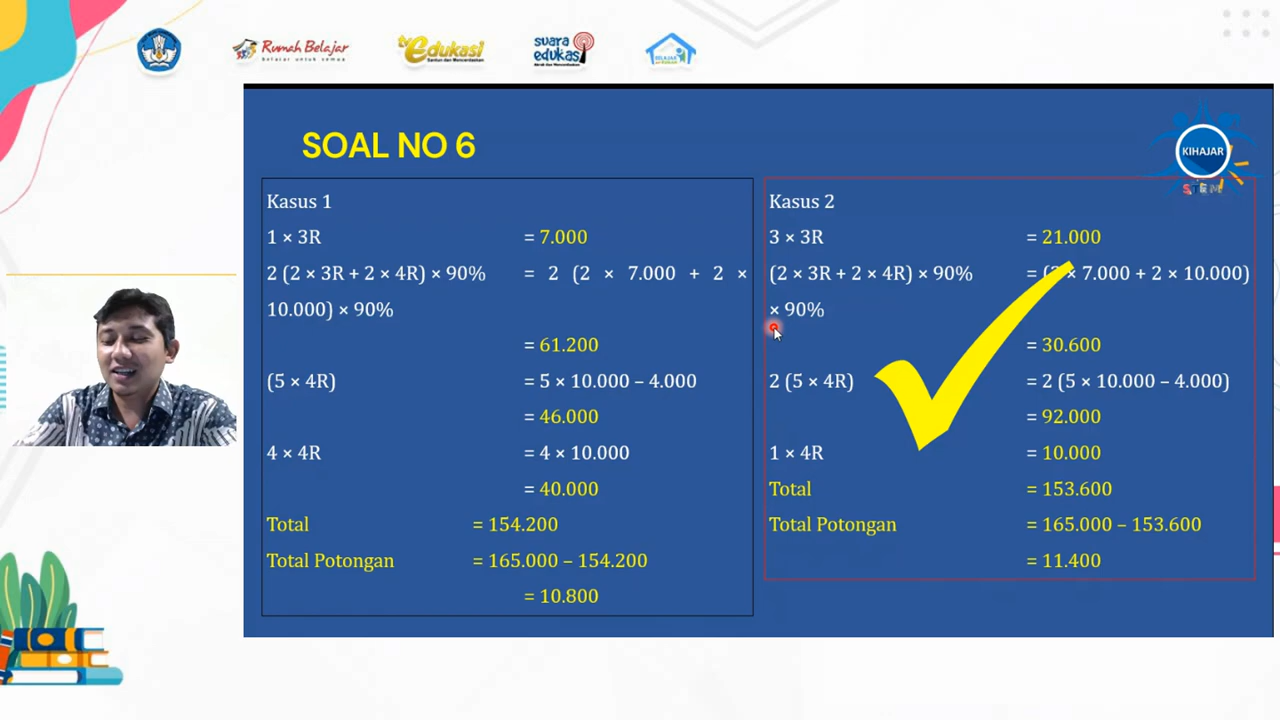 Rumah Belajar
belajar untuk semua
tv Edukasi
Santun dan Mencerdaskan
suara
edukasi
BELAJAR
KIHAJAR
STEM
SOAL NO 6
Kasus 1
1 × 3R = 7.000
2 (2 × 3R + 2 × 4R) × 90% = 2 (2 × 7.000 + 2 ×
10.000) × 90%
= 61.200
(5 × 4R) = 5 × 10.000 – 4.000
= 46.000
4 × 4R = 4 × 10.000
= 40.000
Total = 154.200
Total Potongan = 165.000 – 154.200
= 10.800
Kasus 2
3 × 3R = 21.000
(2 × 3R + 2 × 4R) × 90% = (2 × 7.000 + 2 × 10.000)
× 90%
= 30.600
2 (5 × 4R) = 2 (5 × 10.000 – 4.000)
= 92.000
1 × 4R = 10.000
Total = 153.600
Total Potongan = 165.000 – 153.600
= 11.400